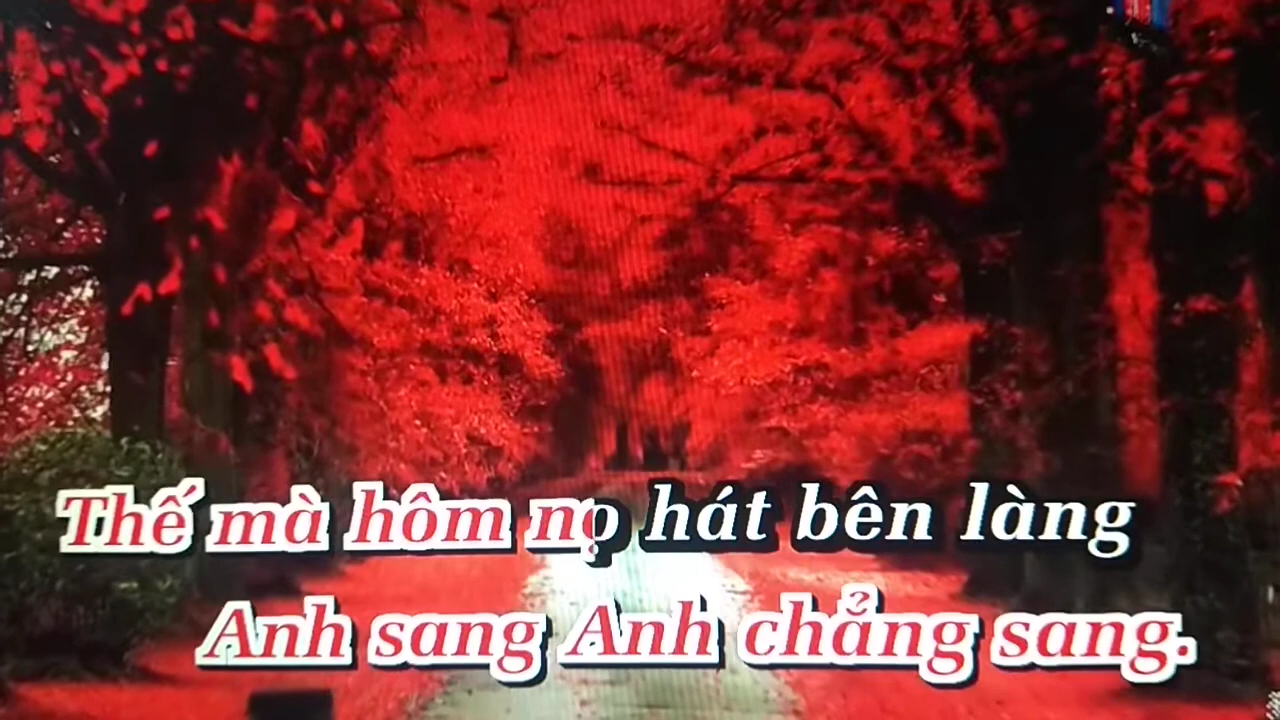 Thế mà hôm nọ hát bên làng
Anh sang Anh chẳng sang.